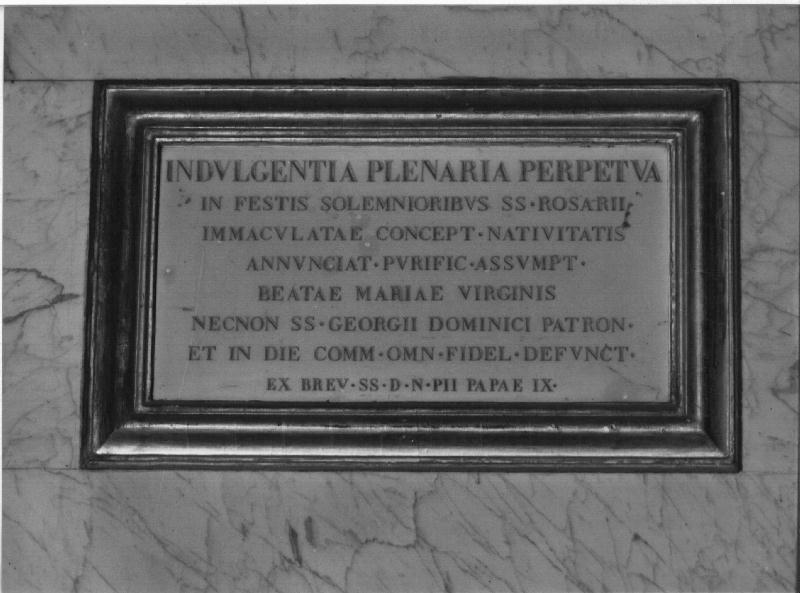 INDVLGENTIA PLENARIA PERPETVA
IN FESTIS SOLEMNIORIBVS SS·ROSARII
IMMACVLATAE CONCEPT·NATIVITATIS
ANNVNCIAT·PVRIFIC·ASSVMPT·
BEATAE MARIAE VIRGINIS
NECNON SS·GEORGII DOMINICI PATRON·
ET IN DIE COMM·OMN·FIDEL·DEFVNCT·
EX BREV·SS·D·N·PII PAPAE IX·